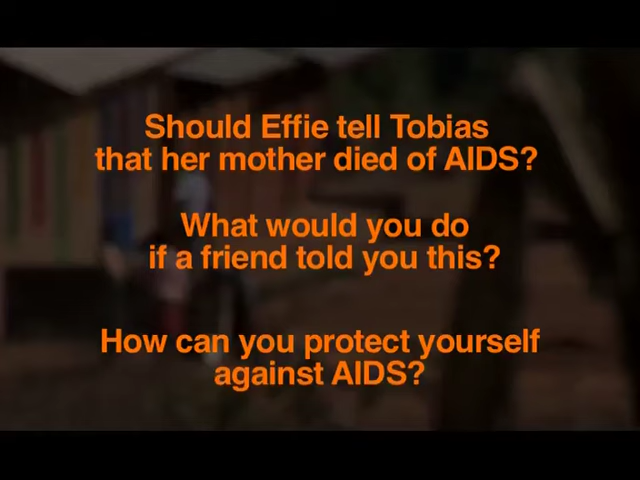 Should Effie tell Tobias
that her mother died of AIDS?
What would you do
if a friend told you this?
How can you protect yourself
against AIDS?